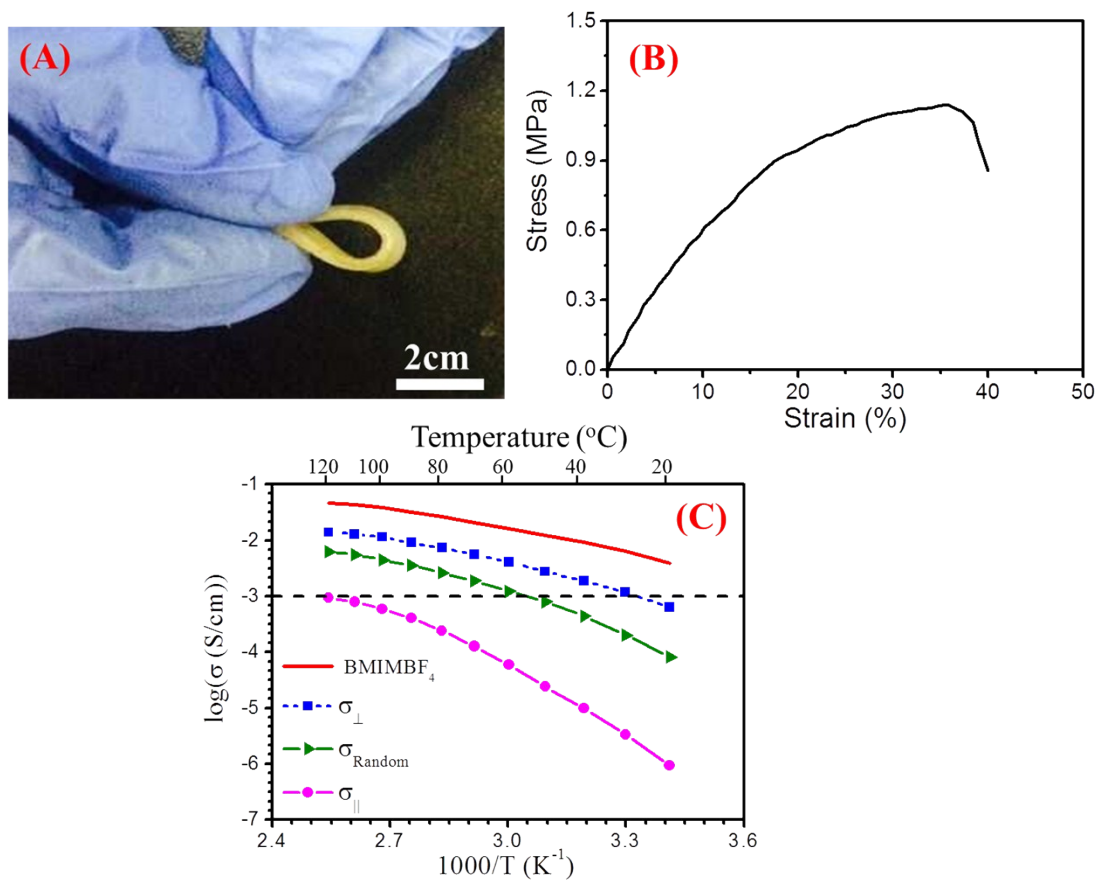 (A)
2cm
(B)
Stress (MPa)
1.5
1.2
0.9
0.6
0.3
0.0
0 10 20 30 40 50
Strain (%)
Temperature (°C)
120 100 80 60 40 20
(C)
log(σ (S/cm))
-1
-2
-3
-4
-5
-6
-7
BMIMBF₄
σ⊥
σRandom
σ||
2.4 2.7 3.0 3.3 3.6
1000/T (K⁻¹)